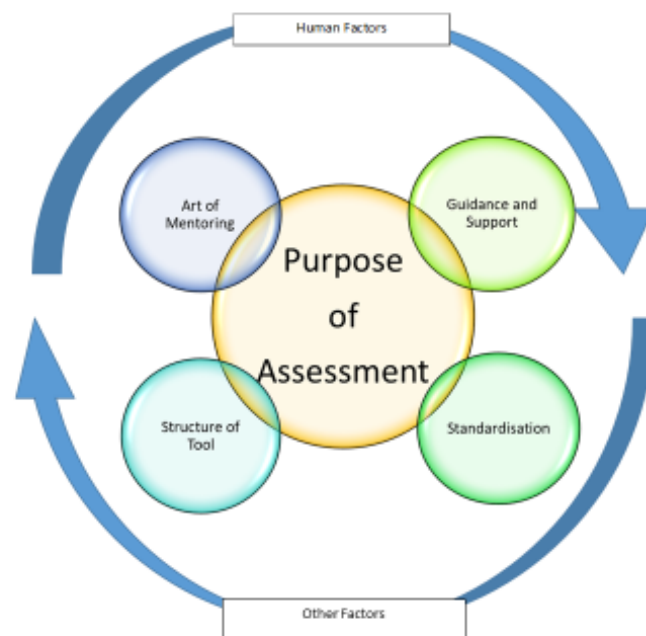 Human Factors
Art of
Mentoring
Guidance and
Support
Purpose
of
Assessment
Structure of
Tool
Standardisation
Other Factors